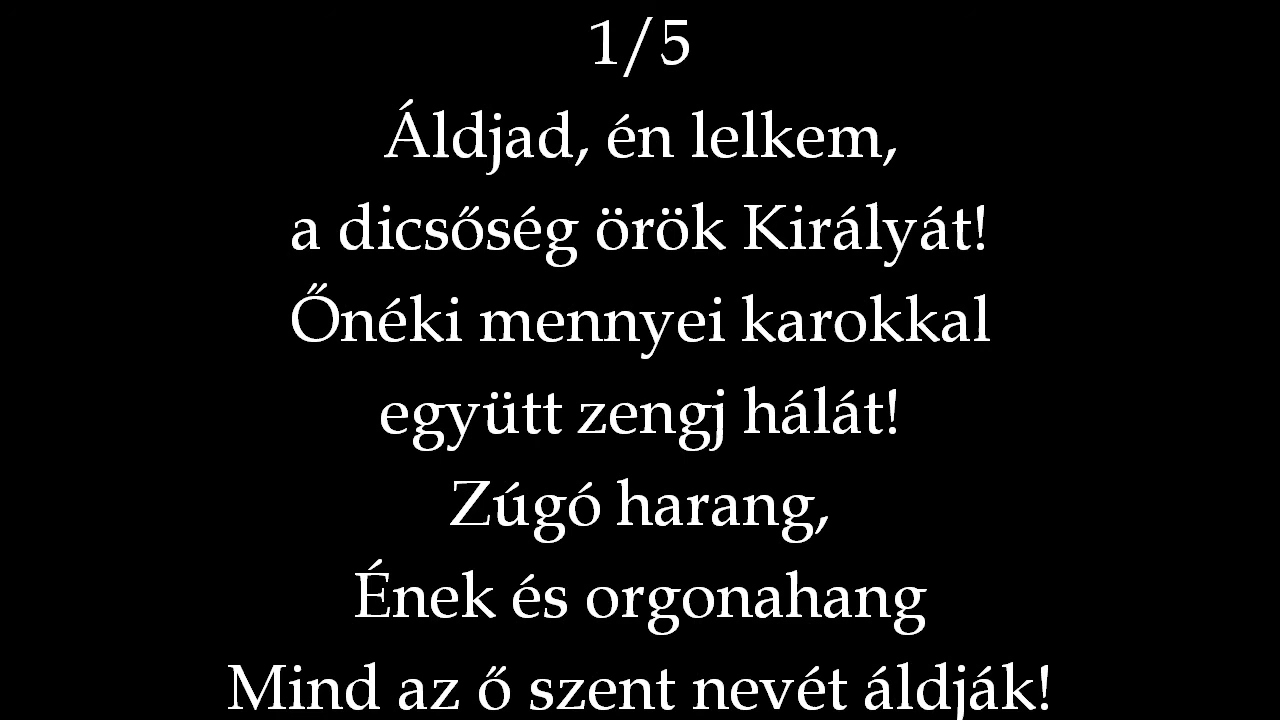 1/5
Áldjad, én lelkem,
a dicsőség örök Királyát!
Őnéki mennyei karokkal
együtt zengj hálát!
Zúgó harang,
Ének és orgonahang
Mind az ő szent nevét áldják!